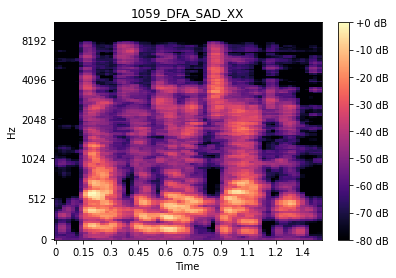 1059_DFA_SAD_XX
+0 dB
8192
-10 dB
4096
-20 dB
-30 dB
2048
Hz
-40 dB
1024
-50 dB
512
-60 dB
-70 dB
0
-80 dB
0 0.15 0.3 0.45 0.6 0.75 0.9 1.1 1.2 1.4
Time